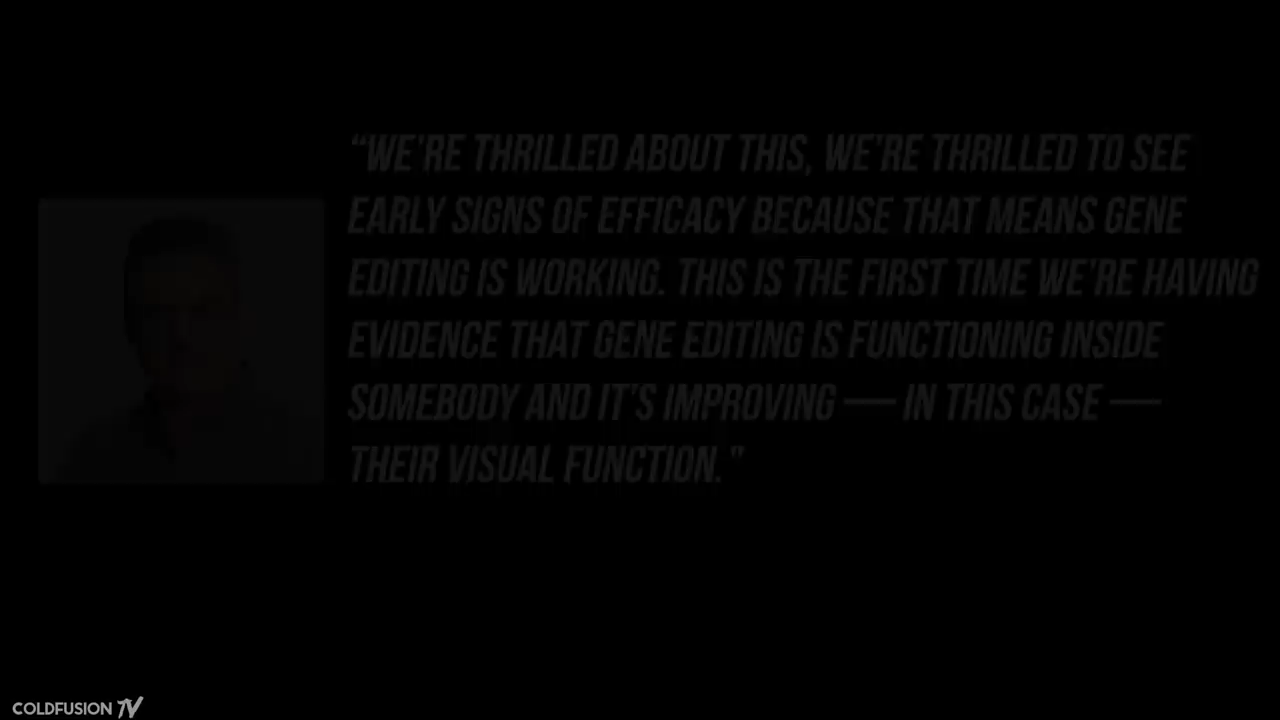 “WE'RE THRILLED ABOUT THIS, WE'RE THRILLED TO SEE
EARLY SIGNS OF EFFICACY BECAUSE THAT MEANS GENE
EDITING IS WORKING. THIS IS THE FIRST TIME WE'RE HAVING
EVIDENCE THAT GENE EDITING IS FUNCTIONING INSIDE
SOMEBODY AND IT'S IMPROVING — IN THIS CASE —
THEIR VISUAL FUNCTION.”
COLDFUSION TV